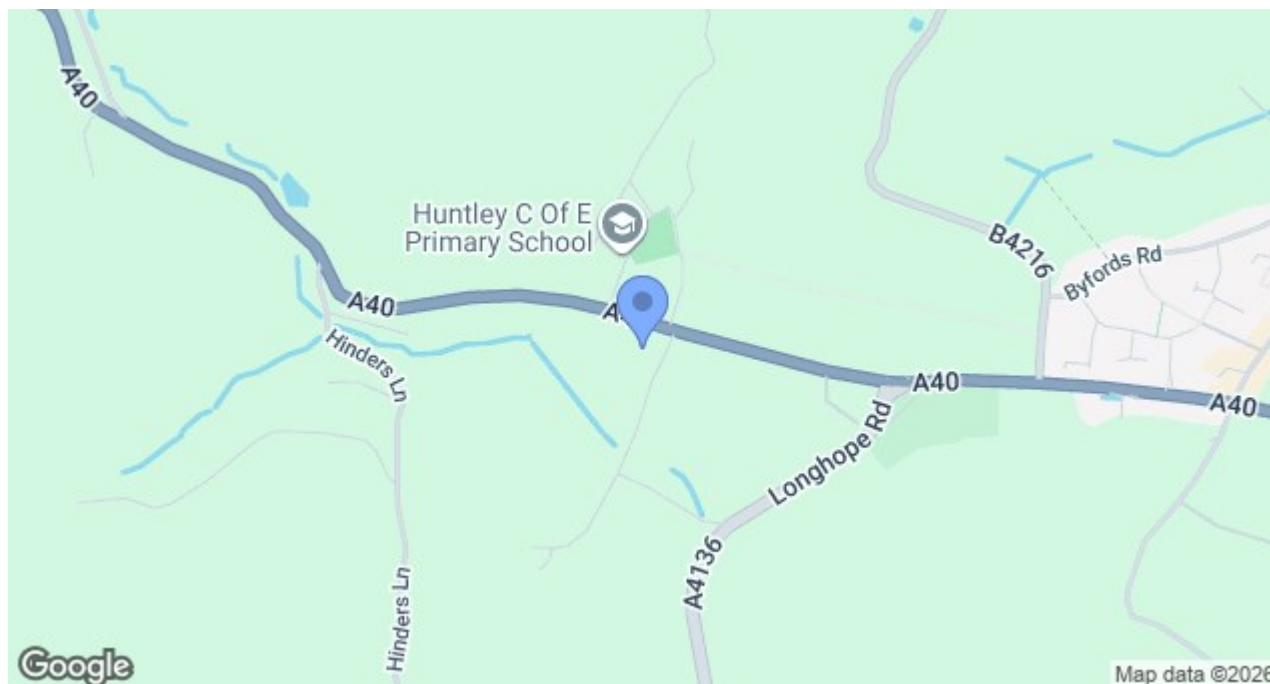 A40
Huntley C Of E
Primary School
B4216
Byfords Rd
A40
Hinders Ln
A40
A40
Longhope Rd
A4136
Hinders Ln
Google
Map data ©2026